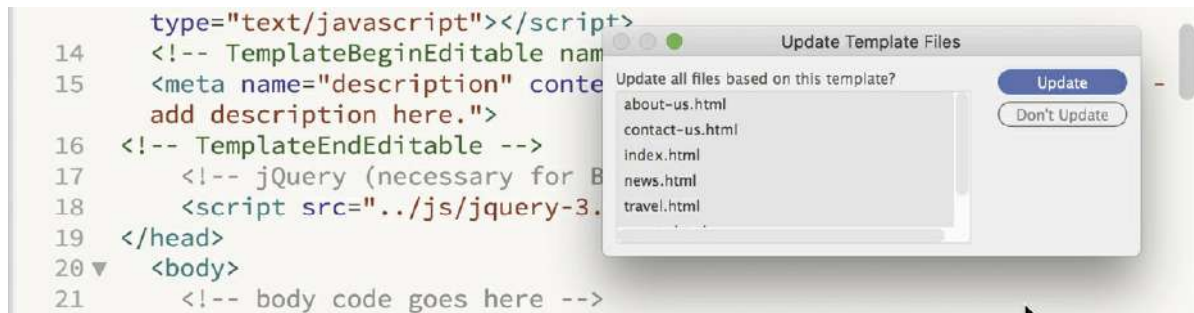 type="text/javascript"></script>
14 <!-- TemplateBeginEditable nam
15 <meta name="description" conte
add description here.">
16 <!-- TemplateEndEditable -->
17 <!-- jQuery (necessary for B
18 <script src="../js/jquery-3.
19 </head>
20 <body>
21 <!-- body code goes here -->
Update Template Files
Update all files based on this template?
about-us.html
contact-us.html
index.html
news.html
travel.html
Update
Don't Update